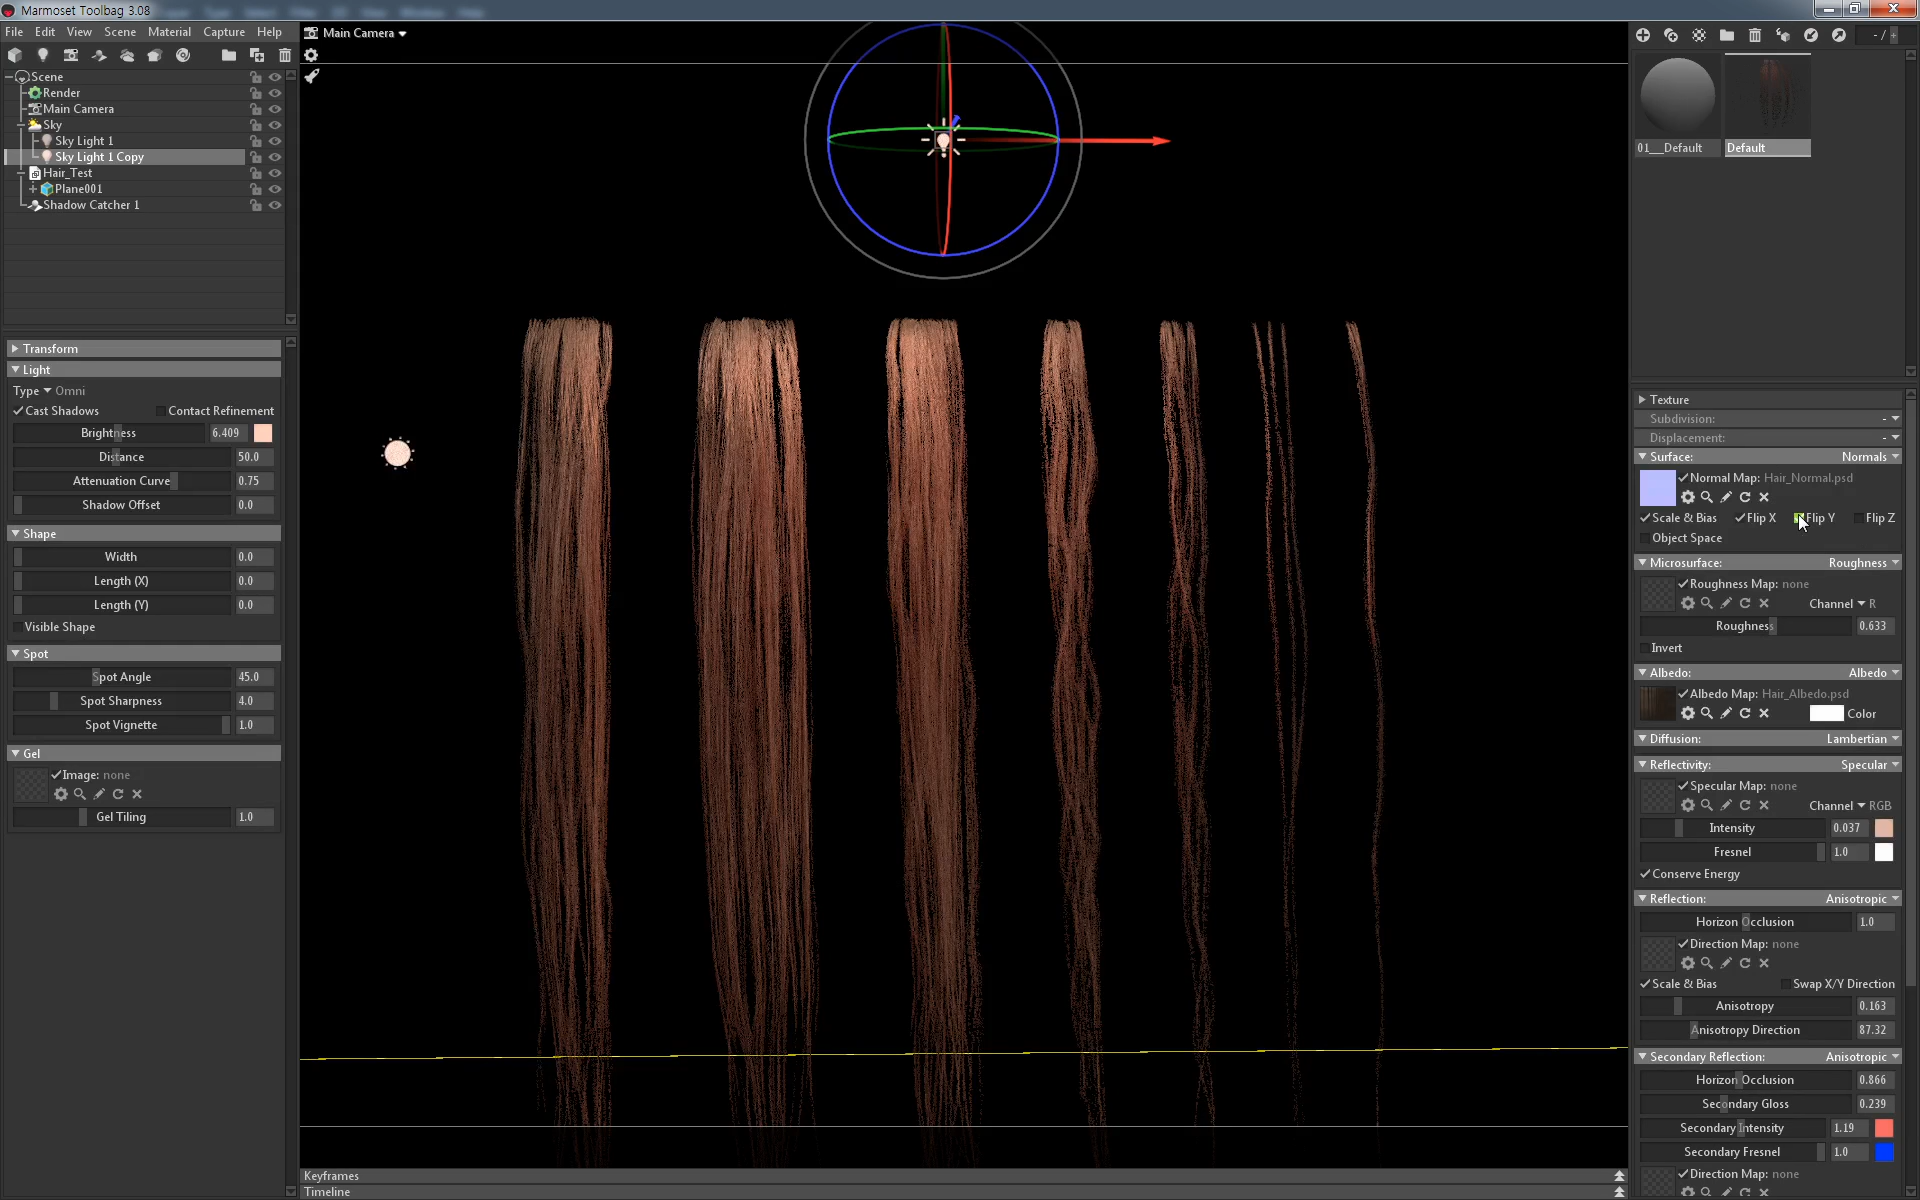 Marmoset Toolbag 3.08
File Edit View Scene Material Capture Help
Main Camera
- / +
Scene
Render
Main Camera
Sky
Sky Light 1
Sky Light 1 Copy
Hair_Test
Plane001
Shadow Catcher 1
01__Default
Default
Transform
Light
Type Omni
Cast Shadows Contact Refinement
Brightness 6.409
Distance 50.0
Attenuation Curve 0.75
Shadow Offset 0.0
Shape
Width 0.0
Length (X) 0.0
Length (Y) 0.0
Visible Shape
Spot
Spot Angle 45.0
Spot Sharpness 4.0
Spot Vignette 1.0
Gel
Image: none
Gel Tiling 1.0
Texture
Subdivision: -
Displacement: -
Surface: Normals
Normal Map: Hair_Normal.psd
Scale & Bias Flip X Flip Y Flip Z
Object Space
Microsurface: Roughness
Roughness Map: none
Channel R
Roughness 0.633
Invert
Albedo: Albedo
Albedo Map: Hair_Albedo.psd
Color
Diffusion: Lambertian
Reflectivity: Specular
Specular Map: none
Channel RGB
Intensity 0.037
Fresnel 1.0
Conserve Energy
Reflection: Anisotropic
Horizon Occlusion 1.0
Direction Map: none
Scale & Bias Swap X/Y Direction
Anisotropy 0.163
Anisotropy Direction 87.32
Secondary Reflection: Anisotropic
Horizon Occlusion 0.866
Secondary Gloss 0.239
Secondary Intensity 1.19
Secondary Fresnel 1.0
Direction Map: none
Keyframes
Timeline